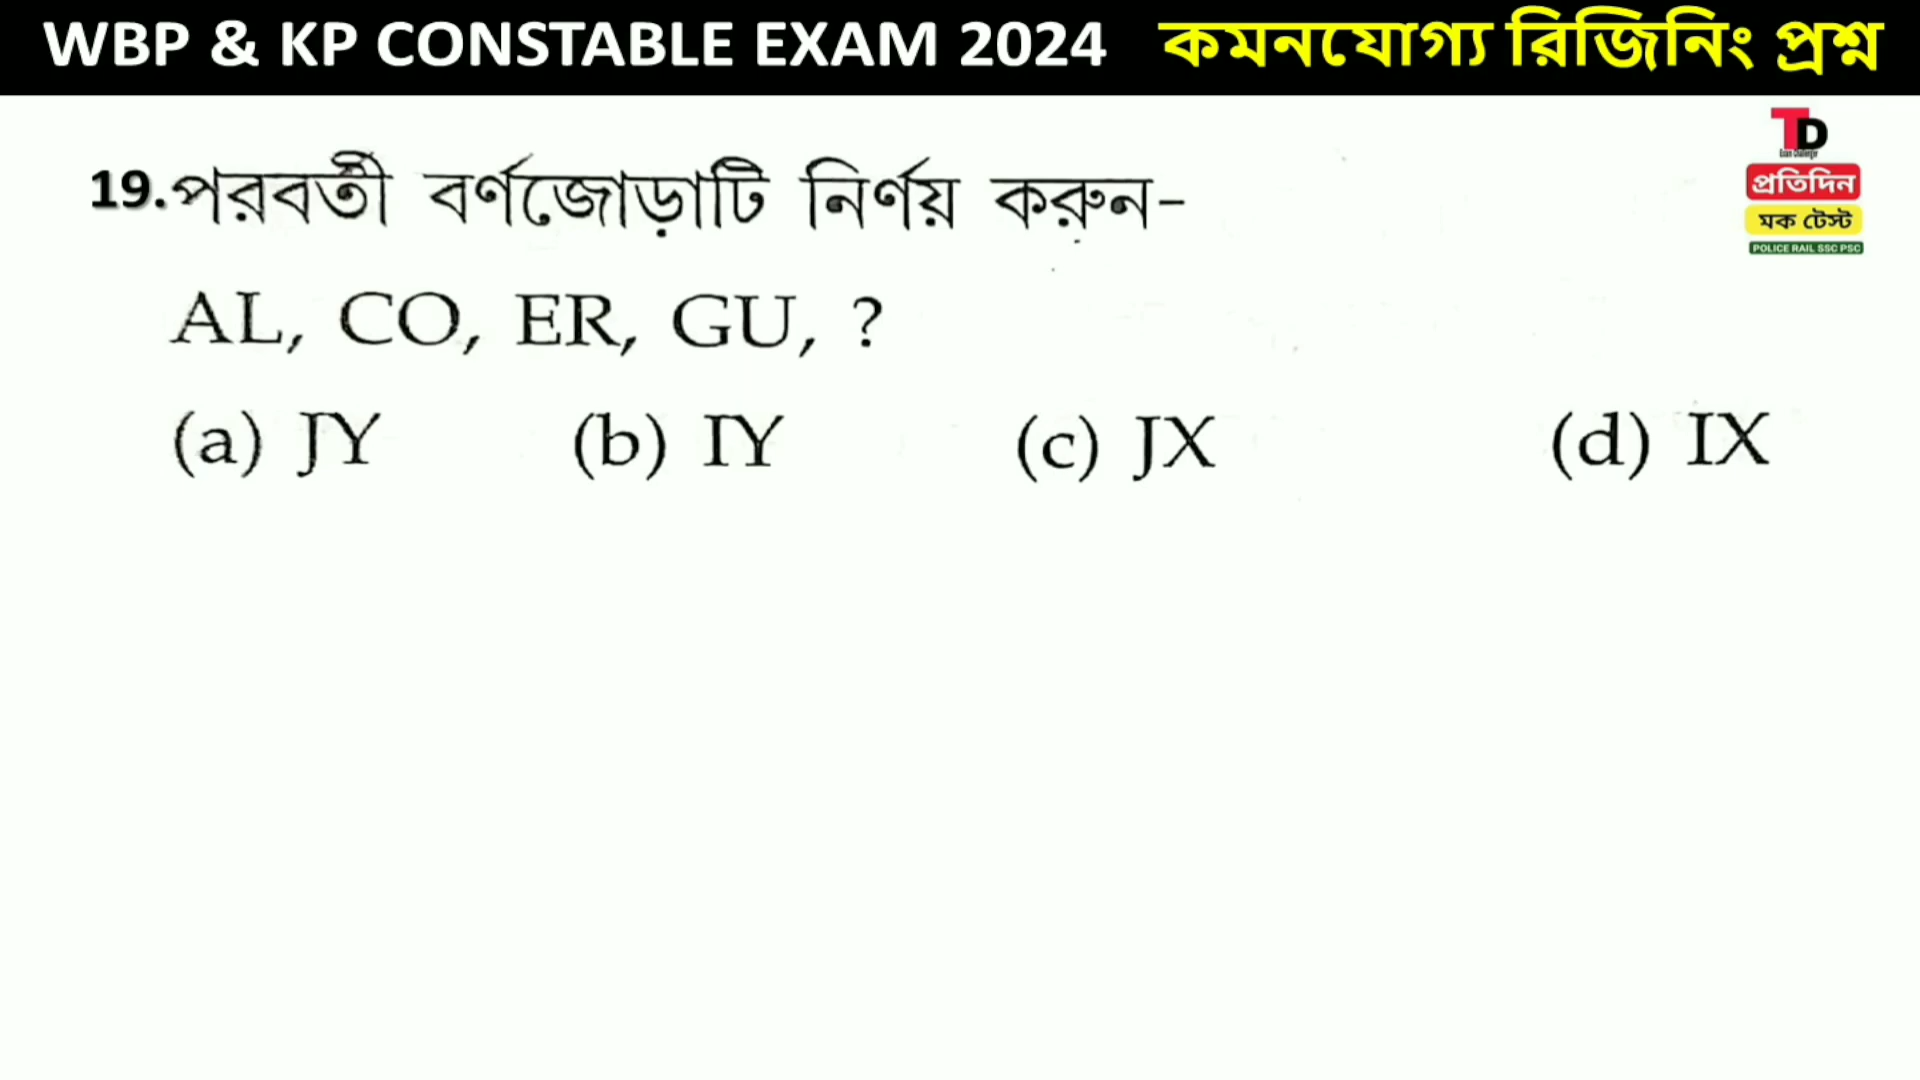 WBP & KP CONSTABLE EXAM 2024 কমনযোগ্য রিজিনিং প্রশ্ন
TD
প্রতিদিন
মক টেস্ট
POLICE RAIL SSC PSC
19.পরবর্তী বর্ণজোড়াটি নির্ণয় করুন-
AL, CO, ER, GU, ?
(a) JY (b) IY (c) JX (d) IX